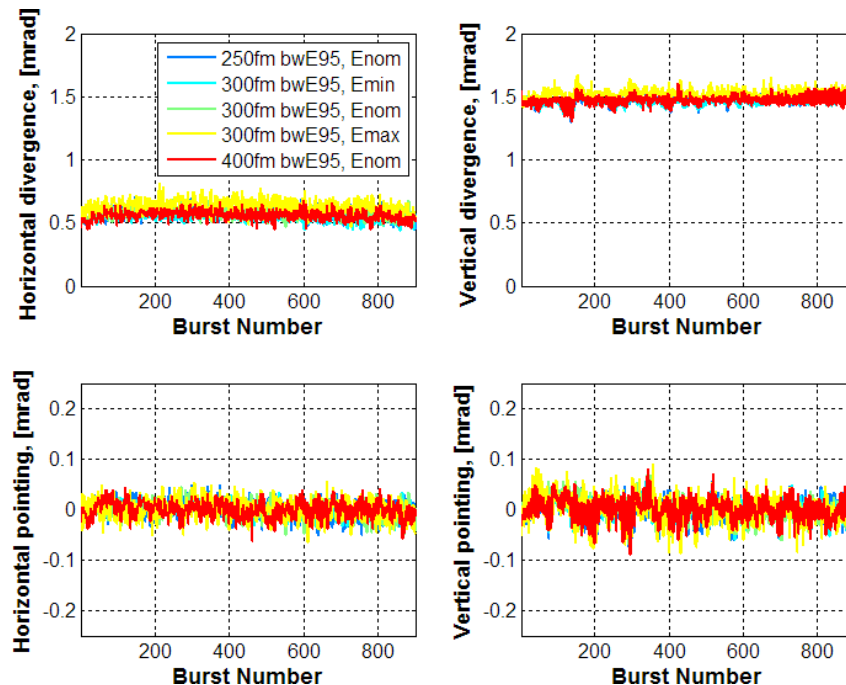 Horizontal divergence, [mrad]
2
1.5
1
0.5
0
250fm bwE95, Enom
300fm bwE95, Emin
300fm bwE95, Enom
300fm bwE95, Emax
400fm bwE95, Enom
200 400 600 800
Burst Number
Vertical divergence, [mrad]
2
1.5
1
0.5
0
200 400 600 800
Burst Number
Horizontal pointing, [mrad]
0.2
0.1
0
-0.1
-0.2
200 400 600 800
Burst Number
Vertical pointing, [mrad]
0.2
0.1
0
-0.1
-0.2
200 400 600 800
Burst Number